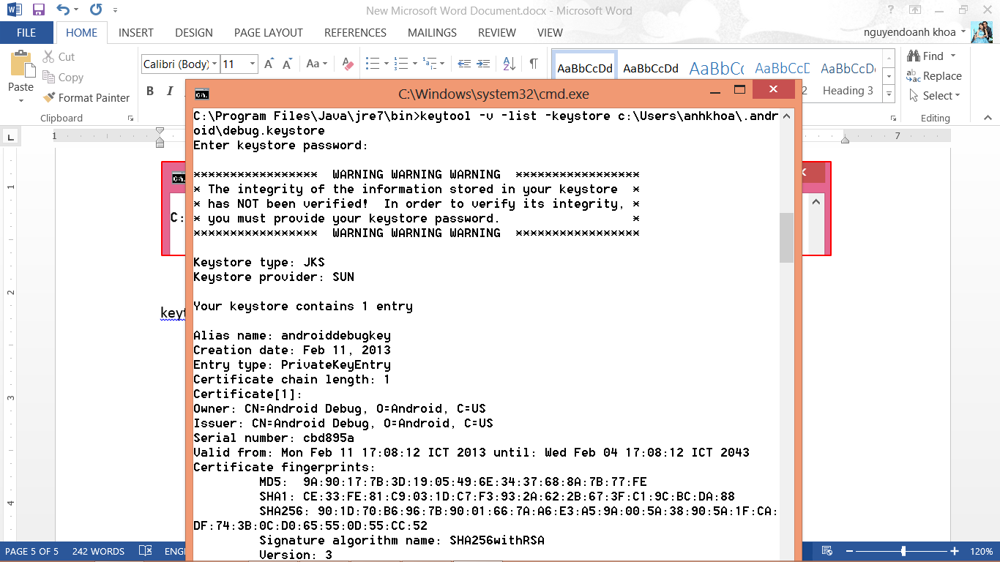 New Microsoft Word Document.docx - Microsoft Word
FILE HOME INSERT DESIGN PAGE LAYOUT REFERENCES MAILINGS REVIEW VIEW nguyendoanh khoa
Paste
Cut
Copy
Format Painter
Clipboard
Calibri (Body) 11
Aa
B I
AaBbCcDd AaBbCcDd AaBbCc AaBbCcD AaBbCcD
2 Heading 3
Find
Replace
Select
Editing
1 7
C:\Windows\system32\cmd.exe
C:\Program Files\Java\jre7\bin>keytool -v -list -keystore c:\Users\anhkhoa\.andr
oid\debug.keystore
Enter keystore password:
***************** WARNING WARNING WARNING *****************
* The integrity of the information stored in your keystore *
* has NOT been verified! In order to verify its integrity, *
* you must provide your keystore password. *
***************** WARNING WARNING WARNING *****************
Keystore type: JKS
Keystore provider: SUN
Your keystore contains 1 entry
Alias name: androiddebugkey
Creation date: Feb 11, 2013
Entry type: PrivateKeyEntry
Certificate chain length: 1
Certificate[1]:
Owner: CN=Android Debug, O=Android, C=US
Issuer: CN=Android Debug, O=Android, C=US
Serial number: cbd895a
Valid from: Mon Feb 11 17:08:12 ICT 2013 until: Wed Feb 04 17:08:12 ICT 2043
Certificate fingerprints:
MD5: 9A:90:17:7B:3D:19:05:49:6E:34:37:68:8A:7B:77:FE
SHA1: CE:33:FE:81:C9:03:1D:C7:F3:93:2A:62:2B:67:3F:C1:9C:BC:DA:88
SHA256: 90:1D:70:B6:96:7B:90:01:66:7A:A6:E3:A5:9A:00:5A:38:90:5A:1F:CA:
DF:74:3B:0C:D0:65:55:0D:55:CC:52
Signature algorithm name: SHA256withRSA
Version: 3
C:
keyt
1
2
3
4
PAGE 5 OF 5 242 WORDS ENG 120%